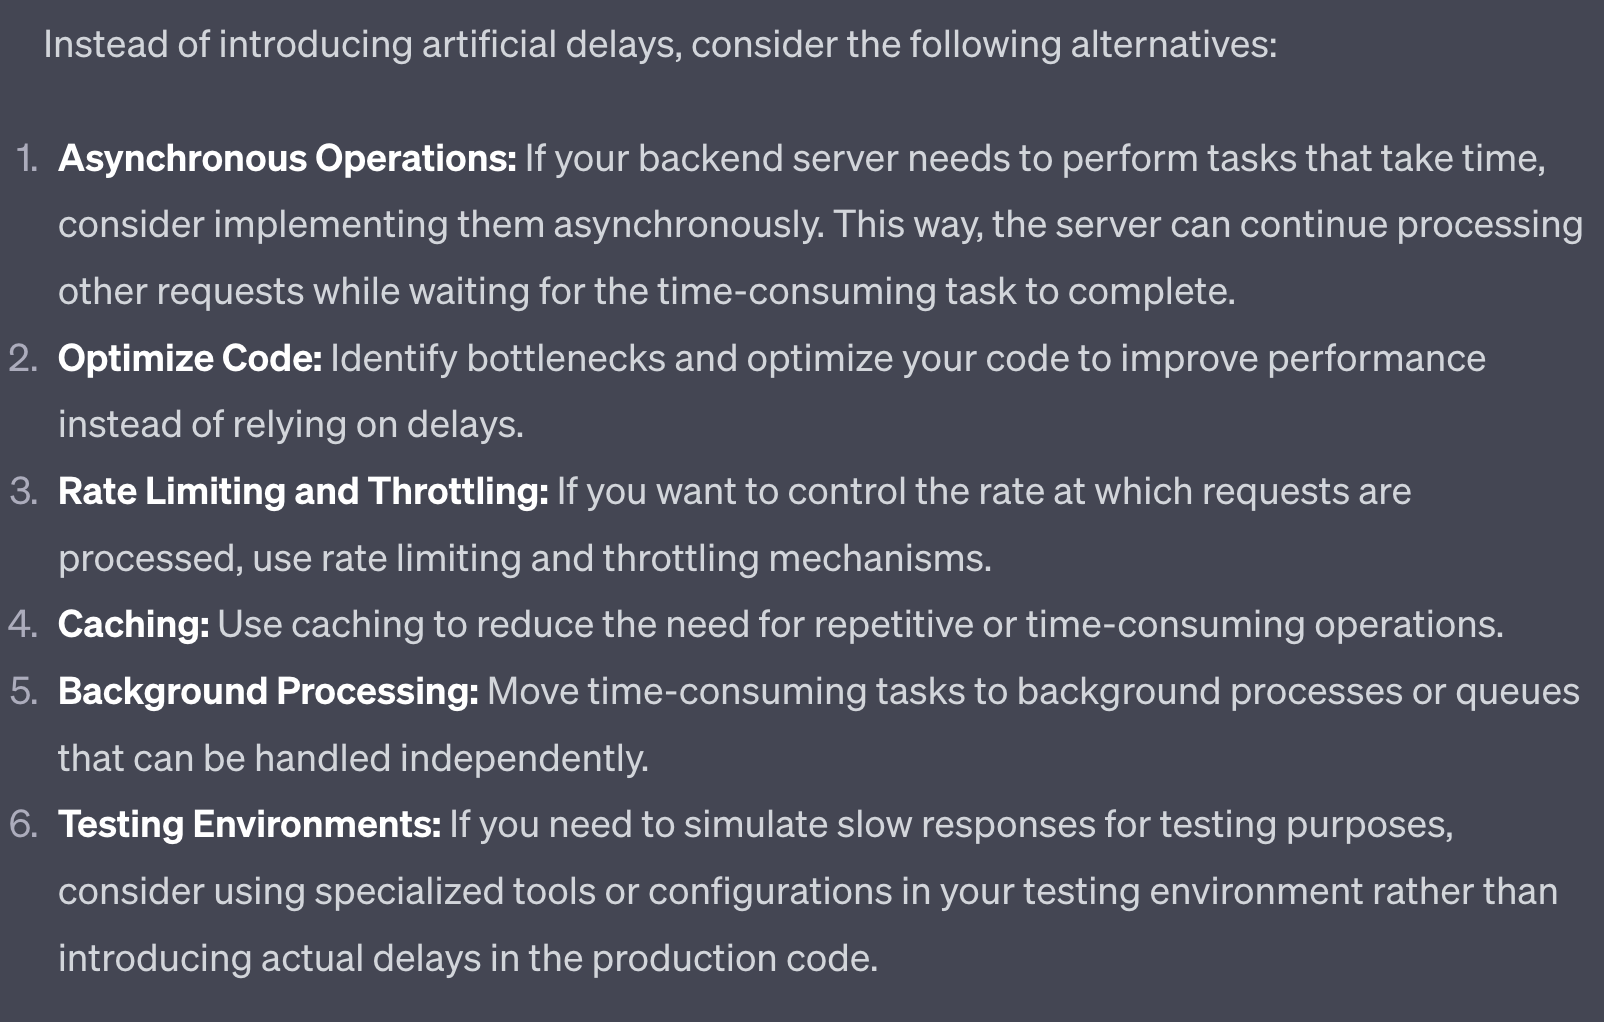 Instead of introducing artificial delays, consider the following alternatives:
1. Asynchronous Operations: If your backend server needs to perform tasks that take time,
consider implementing them asynchronously. This way, the server can continue processing
other requests while waiting for the time-consuming task to complete.
2. Optimize Code: Identify bottlenecks and optimize your code to improve performance
instead of relying on delays.
3. Rate Limiting and Throttling: If you want to control the rate at which requests are
processed, use rate limiting and throttling mechanisms.
4. Caching: Use caching to reduce the need for repetitive or time-consuming operations.
5. Background Processing: Move time-consuming tasks to background processes or queues
that can be handled independently.
6. Testing Environments: If you need to simulate slow responses for testing purposes,
consider using specialized tools or configurations in your testing environment rather than
introducing actual delays in the production code.